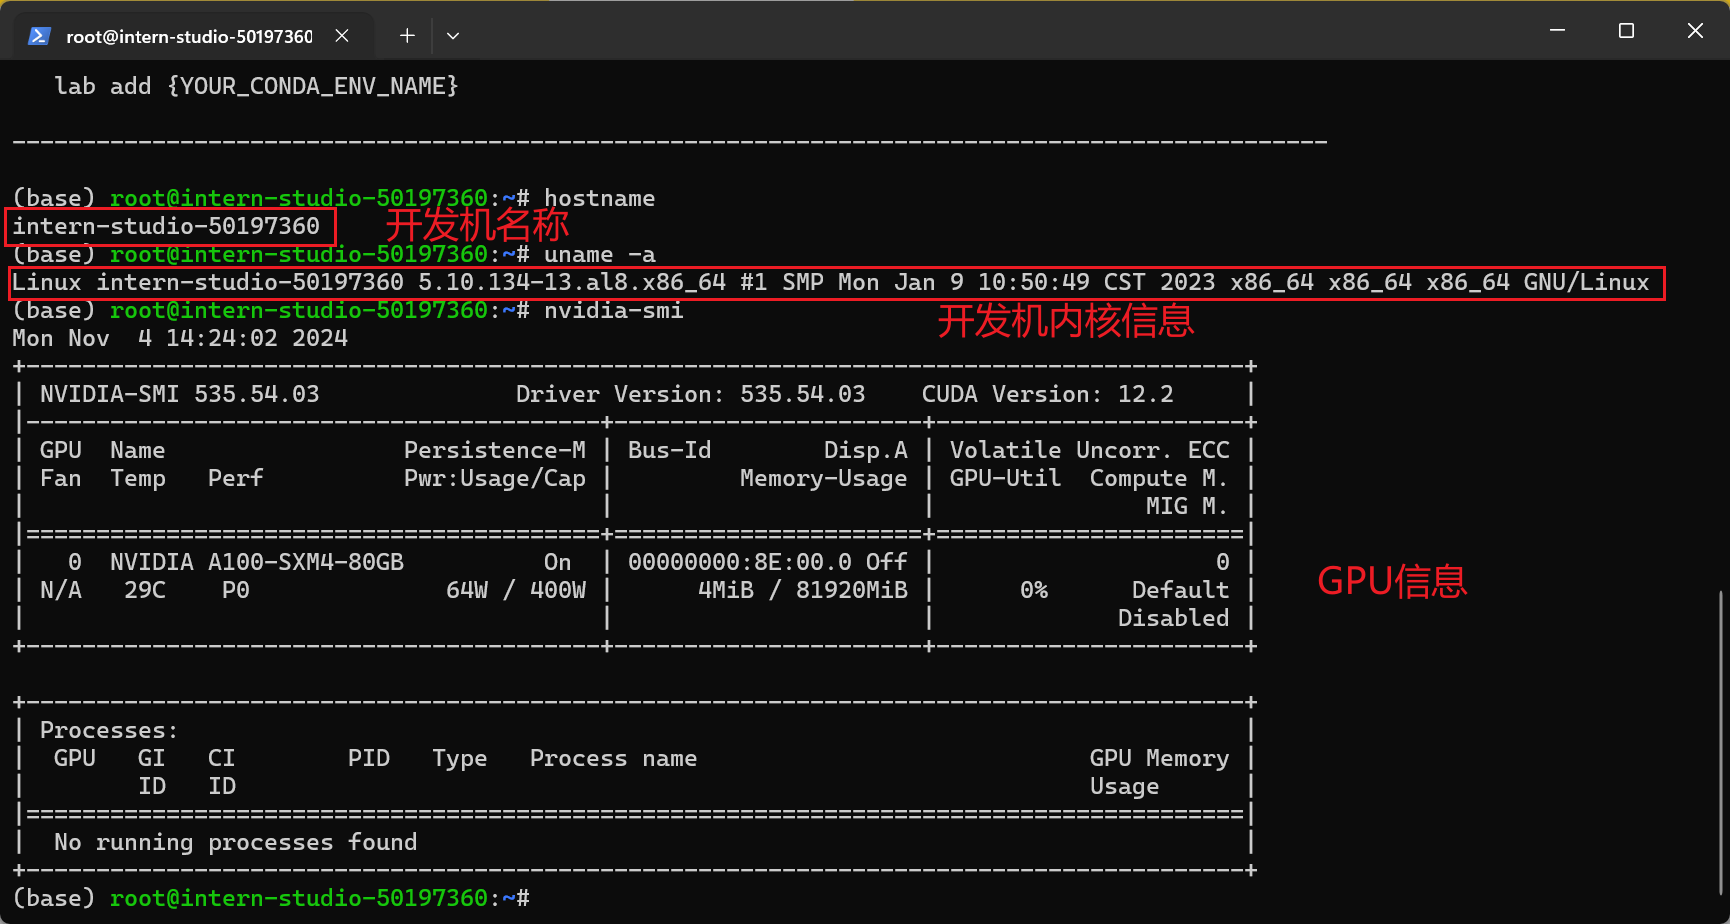 root@intern-studio-50197360
lab add {YOUR_CONDA_ENV_NAME}
----------------------------------------------------------------------------------------------
(base) root@intern-studio-50197360:~# hostname
intern-studio-50197360
开发机名称
(base) root@intern-studio-50197360:~# uname -a
Linux intern-studio-50197360 5.10.134-13.al8.x86_64 #1 SMP Mon Jan 9 10:50:49 CST 2023 x86_64 x86_64 x86_64 GNU/Linux
(base) root@intern-studio-50197360:~# nvidia-smi
开发机内核信息
Mon Nov  4 14:24:02 2024
+---------------------------------------------------------------------------------------+
| NVIDIA-SMI 535.54.03              Driver Version: 535.54.03    CUDA Version: 12.2     |
|-----------------------------------------+----------------------+----------------------+
| GPU  Name                 Persistence-M | Bus-Id        Disp.A | Volatile Uncorr. ECC |
| Fan  Temp   Perf          Pwr:Usage/Cap |         Memory-Usage | GPU-Util  Compute M. |
|                                         |                      |               MIG M. |
|=========================================+======================+======================|
|   0  NVIDIA A100-SXM4-80GB          On  | 00000000:8E:00.0 Off |                    0 |
| N/A   29C    P0              64W / 400W |      4MiB / 81920MiB |      0%      Default |
|                                         |                      |             Disabled |
+-----------------------------------------+----------------------+----------------------+
GPU信息
+---------------------------------------------------------------------------------------+
| Processes:                                                                            |
|  GPU   GI   CI        PID   Type   Process name                            GPU Memory |
|        ID   ID                                                             Usage      |
|=======================================================================================|
|  No running processes found                                                           |
+---------------------------------------------------------------------------------------+
(base) root@intern-studio-50197360:~#